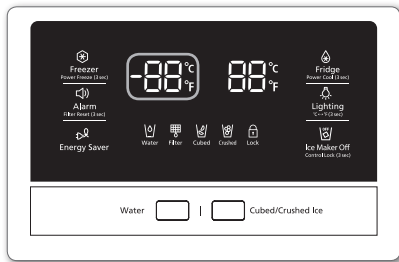 Freezer
Power Freeze (3 sec)
Alarm
Filter Reset (3 sec)
Energy Saver
-88 °C
°F
88 °C
°F
Water Filter Cubed Crushed Lock
Fridge
Power Cool (3 sec)
Lighting
°C↔°F (3 sec)
OFF
Ice Maker Off
Control Lock (3 sec)
Water | Cubed/Crushed Ice